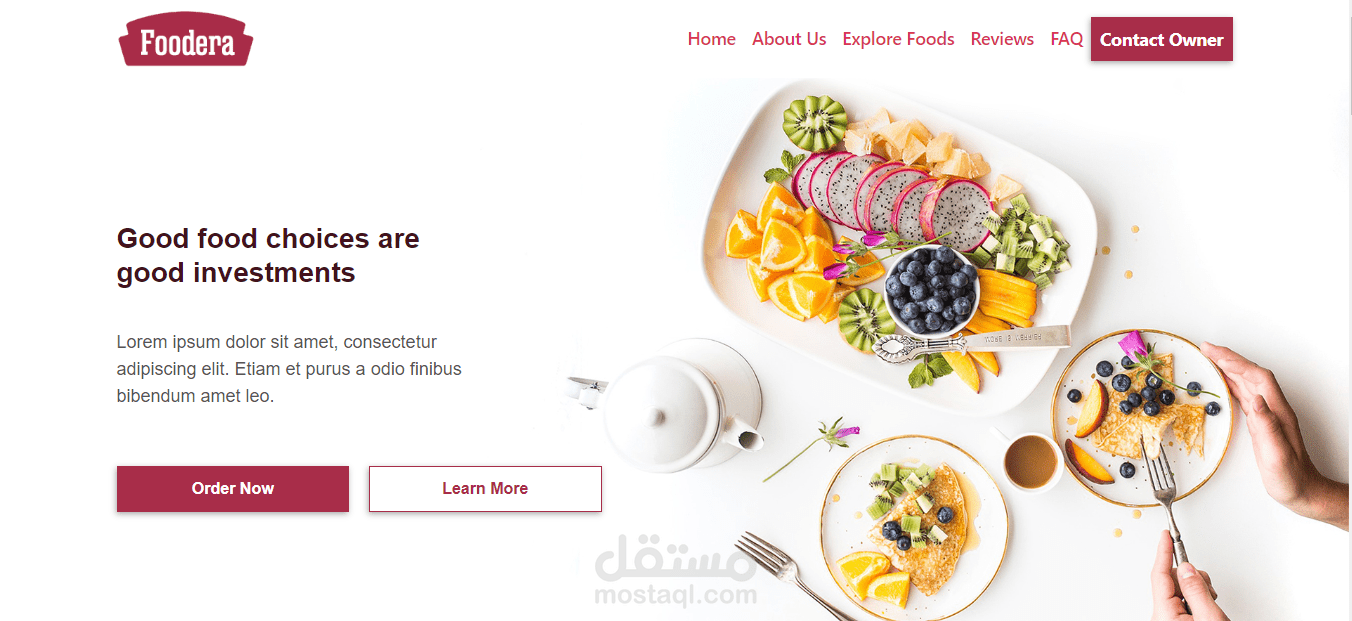 Foodera
Home About Us Explore Foods Reviews FAQ Contact Owner
Good food choices are
good investments
Lorem ipsum dolor sit amet, consectetur
adipiscing elit. Etiam et purus a odio finibus
bibendum amet leo.
Order Now Learn More
مستقل
mostaql.com